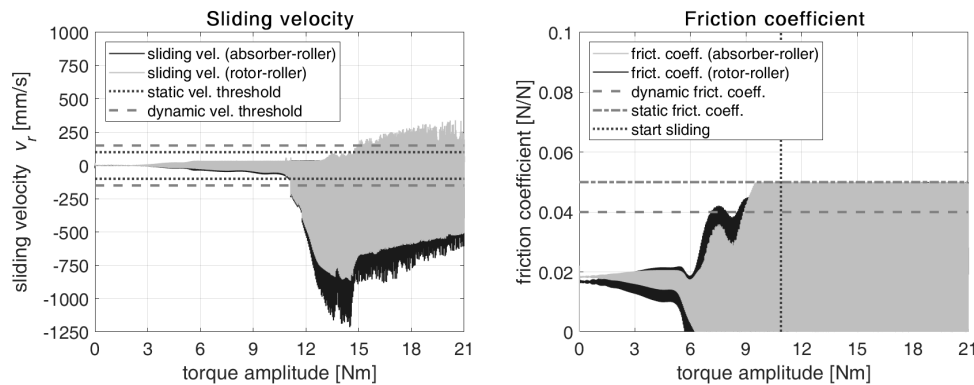 Sliding velocity
1000
750
500
250
0
-250
-500
-750
-1000
-1250
sliding velocity v_r [mm/s]
sliding vel. (absorber-roller)
sliding vel. (rotor-roller)
static vel. threshold
dynamic vel. threshold
0 3 6 9 12 15 18 21
torque amplitude [Nm]
Friction coefficient
0.1
0.08
0.06
0.04
0.02
0
friction coefficient [N/N]
frict. coeff. (absorber-roller)
frict. coeff. (rotor-roller)
dynamic frict. coeff.
static frict. coeff.
start sliding
0 3 6 9 12 15 18 21
torque amplitude [Nm]